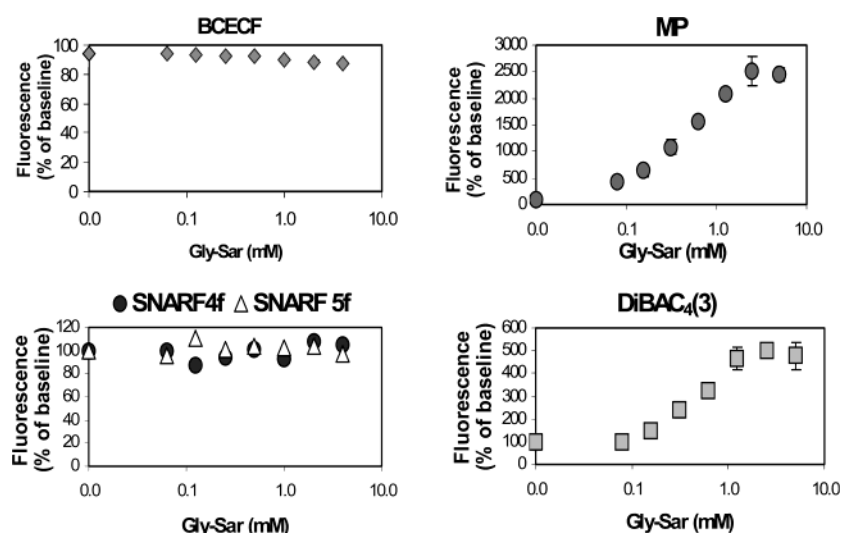 BCECF
Fluorescence
(% of baseline)
100
80
60
40
20
0
0.0 0.1 1.0 10.0
Gly-Sar (mM)
MP
Fluorescence
(% of baseline)
3000
2500
2000
1500
1000
500
0
0.0 0.1 1.0 10.0
Gly-Sar (mM)
SNARF4f SNARF 5f
Fluorescence
(% of baseline)
120
100
80
60
40
20
0
0.0 0.1 1.0 10.0
Gly-Sar (mM)
DiBAC₄(3)
Fluorescence
(% of baseline)
600
500
400
300
200
100
0
0.0 0.1 1.0 10.0
Gly-Sar (mM)